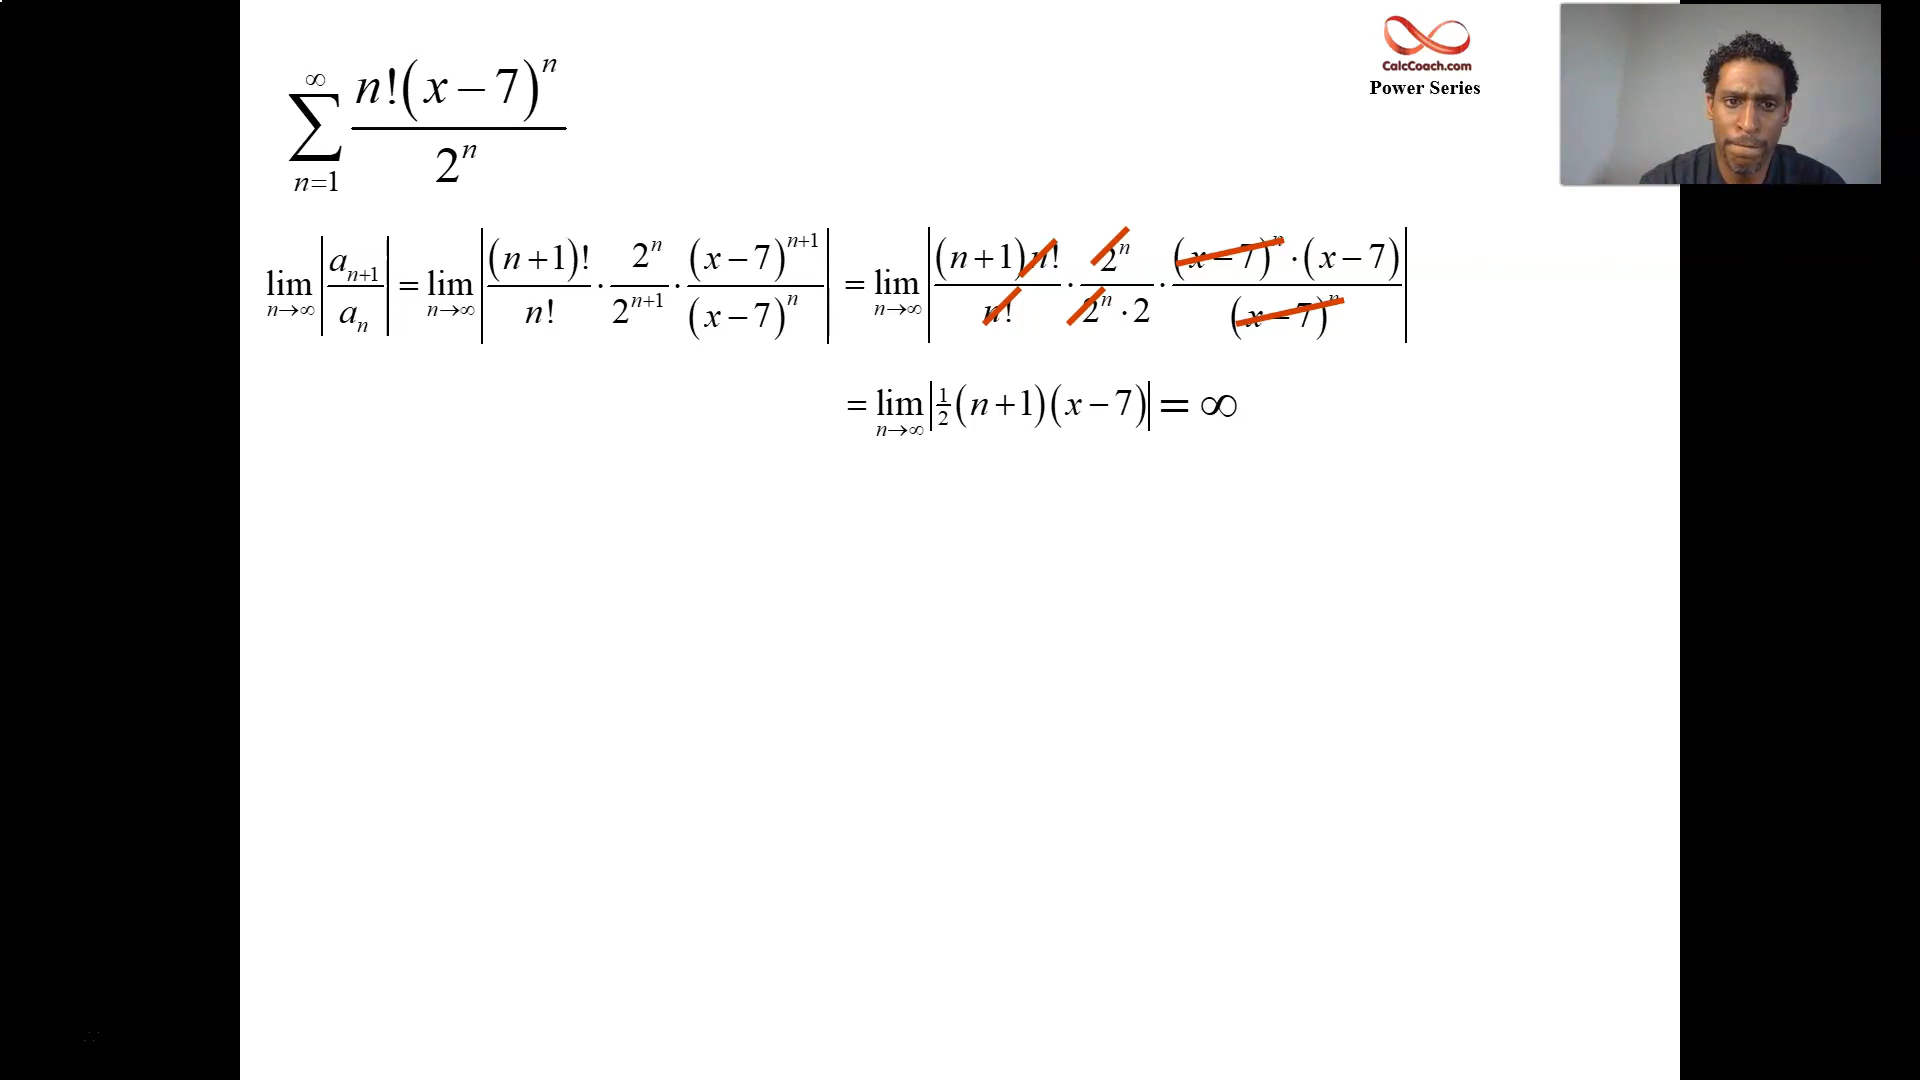 CalcCoach.com
Power Series
∑_{n=1}^{∞} n!(x − 7)^n / 2^n
lim_{n→∞} |a_{n+1} / a_n| = lim_{n→∞} |(n+1)! / n! · 2^n / 2^{n+1} · (x − 7)^{n+1} / (x − 7)^n| = lim_{n→∞} |(n+1)n! / n! · 2^n / 2^n · 2 · (x − 7)^n · (x − 7) / (x − 7)^n|
= lim_{n→∞} |½(n+1)(x − 7)| = ∞